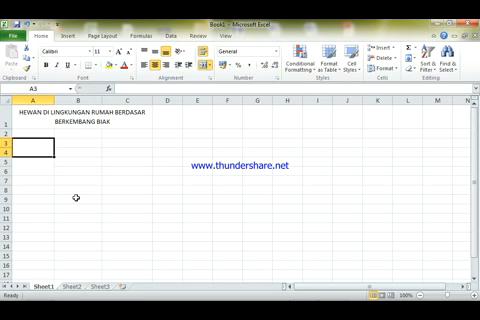 Book1 - Microsoft Excel
File Home Insert Page Layout Formulas Data Review View
Calibri 11 General
Paste
B I U
Conditional Formatting Format as Table Cell Styles
Insert
Delete
Format
Sort & Filter Find & Select
Clipboard Font Alignment Number Styles Cells Editing
A3 fx
A B C D E F G H I J K L M N
1 HEWAN DI LINGKUNGAN RUMAH BERDASAR
BERKEMBANG BIAK
2
3
4
5
www.thundershare.net
6
7
8
9
10
11
12
13
14
15
16
17
Sheet1 Sheet2 Sheet3
Ready 100%